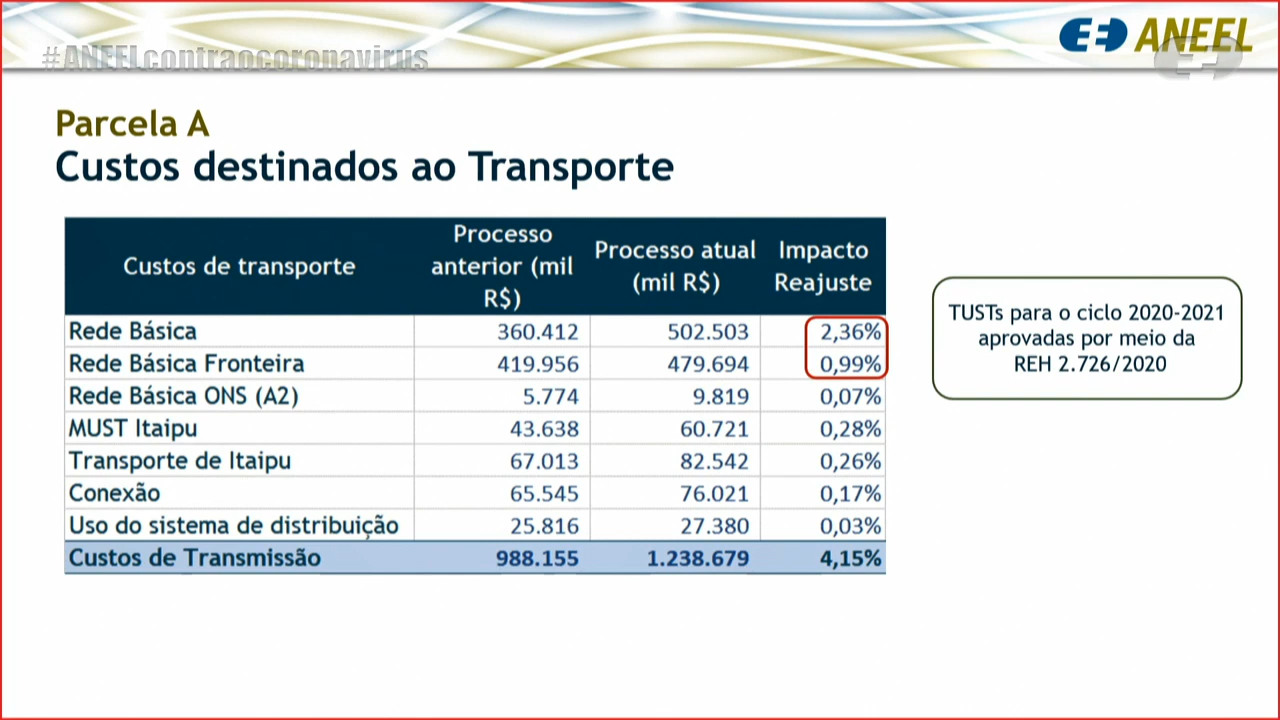 #ANEELcontraocoronavirus
ANEEL
Parcela A
Custos destinados ao Transporte
Custos de transporte Processo anterior (mil R$) Processo atual (mil R$) Impacto Reajuste
Rede Básica 360.412 502.503 2,36%
Rede Básica Fronteira 419.956 479.694 0,99%
Rede Básica ONS (A2) 5.774 9.819 0,07%
MUST Itaipu 43.638 60.721 0,28%
Transporte de Itaipu 67.013 82.542 0,26%
Conexão 65.545 76.021 0,17%
Uso do sistema de distribuição 25.816 27.380 0,03%
Custos de Transmissão 988.155 1.238.679 4,15%
TUSTs para o ciclo 2020-2021
aprovadas por meio da
REH 2.726/2020